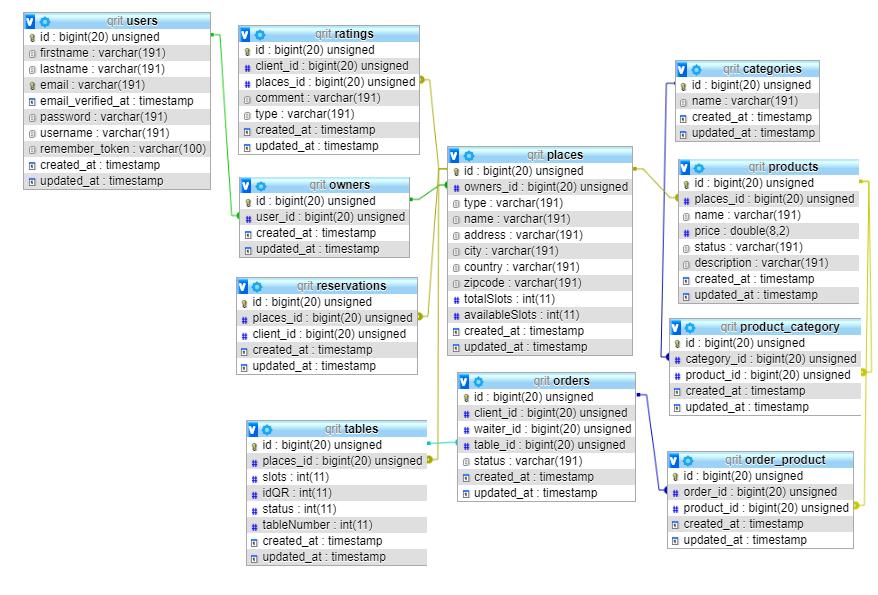 qrit users
id : bigint(20) unsigned
firstname : varchar(191)
lastname : varchar(191)
email : varchar(191)
email_verified_at : timestamp
password : varchar(191)
username : varchar(191)
remember_token : varchar(100)
created_at : timestamp
updated_at : timestamp
qrit ratings
id : bigint(20) unsigned
client_id : bigint(20) unsigned
places_id : bigint(20) unsigned
comment : varchar(191)
type : varchar(191)
created_at : timestamp
updated_at : timestamp
qrit owners
id : bigint(20) unsigned
user_id : bigint(20) unsigned
created_at : timestamp
updated_at : timestamp
qrit reservations
id : bigint(20) unsigned
places_id : bigint(20) unsigned
client_id : bigint(20) unsigned
created_at : timestamp
updated_at : timestamp
qrit tables
id : bigint(20) unsigned
places_id : bigint(20) unsigned
slots : int(11)
idQR : int(11)
status : int(11)
tableNumber : int(11)
created_at : timestamp
updated_at : timestamp
qrit places
id : bigint(20) unsigned
owners_id : bigint(20) unsigned
type : varchar(191)
name : varchar(191)
address : varchar(191)
city : varchar(191)
country : varchar(191)
zipcode : varchar(191)
totalSlots : int(11)
availableSlots : int(11)
created_at : timestamp
updated_at : timestamp
qrit orders
id : bigint(20) unsigned
client_id : bigint(20) unsigned
waiter_id : bigint(20) unsigned
table_id : bigint(20) unsigned
status : varchar(191)
created_at : timestamp
updated_at : timestamp
qrit categories
id : bigint(20) unsigned
name : varchar(191)
created_at : timestamp
updated_at : timestamp
qrit products
id : bigint(20) unsigned
places_id : bigint(20) unsigned
name : varchar(191)
price : double(8,2)
status : varchar(191)
description : varchar(191)
created_at : timestamp
updated_at : timestamp
qrit product_category
id : bigint(20) unsigned
category_id : bigint(20) unsigned
product_id : bigint(20) unsigned
created_at : timestamp
updated_at : timestamp
qrit order_product
id : bigint(20) unsigned
order_id : bigint(20) unsigned
product_id : bigint(20) unsigned
created_at : timestamp
updated_at : timestamp